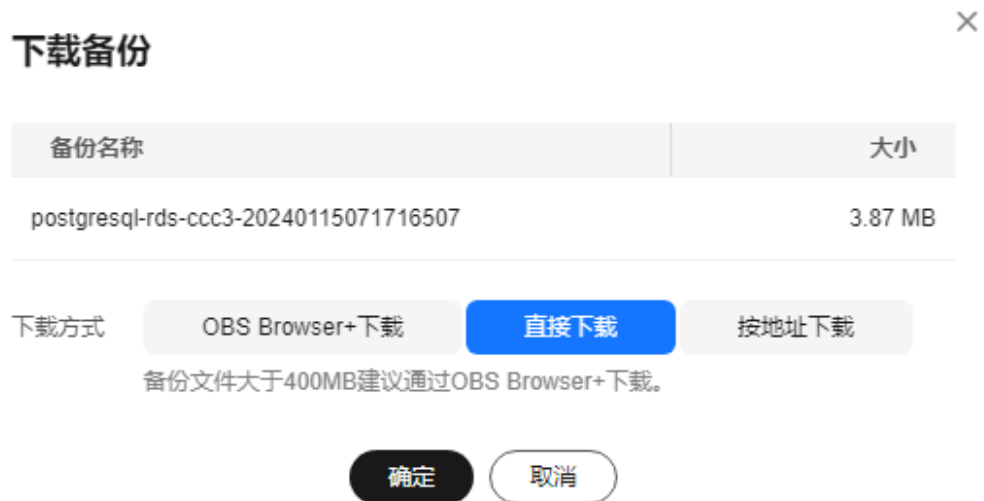 下载备份
备份名称 大小
postgresql-rds-ccc3-20240115071716507 3.87 MB
下载方式 OBS Browser+下载 直接下载 按地址下载
备份文件大于400MB建议通过OBS Browser+下载。
确定 取消